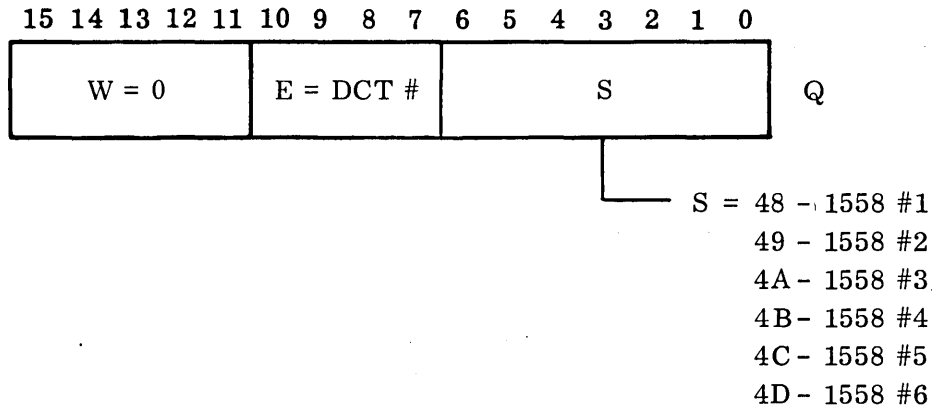 15 14 13 12 11 10 9 8 7 6 5 4 3 2 1 0
W = 0 E = DCT # S Q
S = 48 - 1558 #1
49 - 1558 #2
4A - 1558 #3
4B - 1558 #4
4C - 1558 #5
4D - 1558 #6